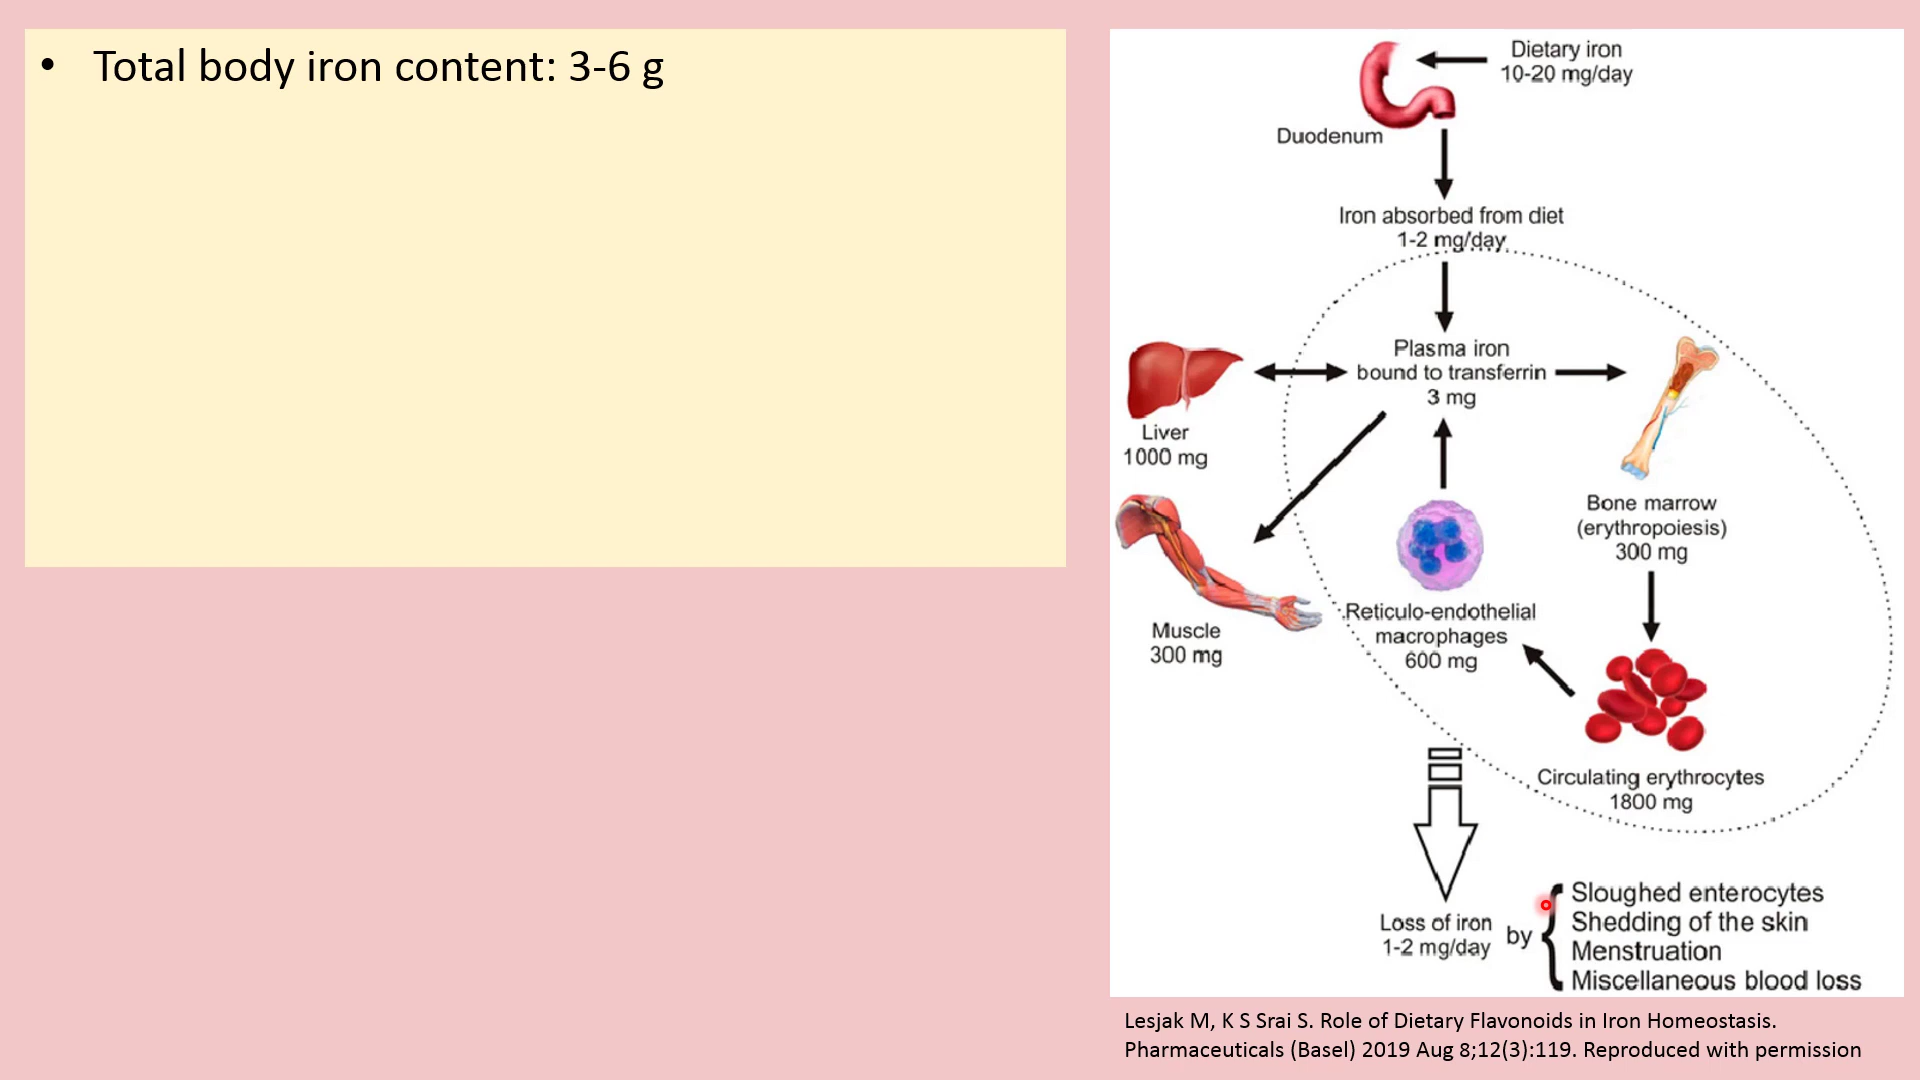 • Total body iron content: 3-6 g
Dietary iron
10-20 mg/day
Duodenum
Iron absorbed from diet
1-2 mg/day
Plasma iron
bound to transferrin
3 mg
Liver
1000 mg
Bone marrow
(erythropoiesis)
300 mg
Muscle
300 mg
Reticulo-endothelial
macrophages
600 mg
Circulating erythrocytes
1800 mg
Loss of iron
1-2 mg/day
by
Sloughed enterocytes
Shedding of the skin
Menstruation
Miscellaneous blood loss
Lesjak M, K S Srai S. Role of Dietary Flavonoids in Iron Homeostasis.
Pharmaceuticals (Basel) 2019 Aug 8;12(3):119. Reproduced with permission